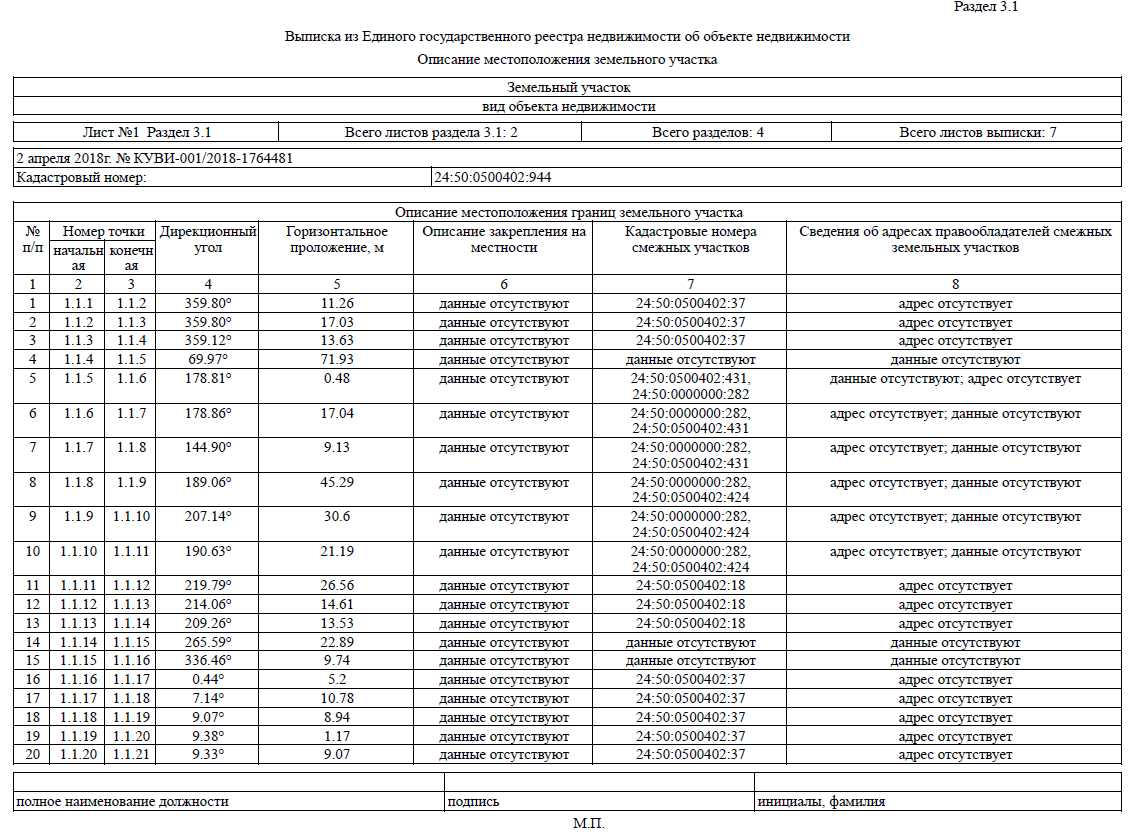 Раздел 3.1
Выписка из Единого государственного реестра недвижимости об объекте недвижимости
Описание местоположения земельного участка
Земельный участок
вид объекта недвижимости
Лист №1 Раздел 3.1 Всего листов раздела 3.1: 2 Всего разделов: 4 Всего листов выписки: 7
2 апреля 2018г. № КУВИ-001/2018-1764481
Кадастровый номер: 24:50:0500402:944
Описание местоположения границ земельного участка
№ Номер точки Дирекционный Горизонтальное Описание закрепления на Кадастровые номера Сведения об адресах правообладателей смежных
п/п начальн конечн угол проложение, м местности смежных участков земельных участков
ая ая
1 2 3 4 5 6 7 8
1 1.1.1 1.1.2 359.80° 11.26 данные отсутствуют 24:50:0500402:37 адрес отсутствует
2 1.1.2 1.1.3 359.80° 17.03 данные отсутствуют 24:50:0500402:37 адрес отсутствует
3 1.1.3 1.1.4 359.12° 13.63 данные отсутствуют 24:50:0500402:37 адрес отсутствует
4 1.1.4 1.1.5 69.97° 71.93 данные отсутствуют данные отсутствуют данные отсутствуют
5 1.1.5 1.1.6 178.81° 0.48 данные отсутствуют 24:50:0500402:431, данные отсутствуют; адрес отсутствует
24:50:0000000:282
6 1.1.6 1.1.7 178.86° 17.04 данные отсутствуют 24:50:0000000:282, адрес отсутствует; данные отсутствуют
24:50:0500402:431
7 1.1.7 1.1.8 144.90° 9.13 данные отсутствуют 24:50:0000000:282, адрес отсутствует; данные отсутствуют
24:50:0500402:431
8 1.1.8 1.1.9 189.06° 45.29 данные отсутствуют 24:50:0000000:282, адрес отсутствует; данные отсутствуют
24:50:0500402:424
9 1.1.9 1.1.10 207.14° 30.6 данные отсутствуют 24:50:0000000:282, адрес отсутствует; данные отсутствуют
24:50:0500402:424
10 1.1.10 1.1.11 190.63° 21.19 данные отсутствуют 24:50:0000000:282, адрес отсутствует; данные отсутствуют
24:50:0500402:424
11 1.1.11 1.1.12 219.79° 26.56 данные отсутствуют 24:50:0500402:18 адрес отсутствует
12 1.1.12 1.1.13 214.06° 14.61 данные отсутствуют 24:50:0500402:18 адрес отсутствует
13 1.1.13 1.1.14 209.26° 13.53 данные отсутствуют 24:50:0500402:18 адрес отсутствует
14 1.1.14 1.1.15 265.59° 22.89 данные отсутствуют данные отсутствуют данные отсутствуют
15 1.1.15 1.1.16 336.46° 9.74 данные отсутствуют данные отсутствуют данные отсутствуют
16 1.1.16 1.1.17 0.44° 5.2 данные отсутствуют 24:50:0500402:37 адрес отсутствует
17 1.1.17 1.1.18 7.14° 10.78 данные отсутствуют 24:50:0500402:37 адрес отсутствует
18 1.1.18 1.1.19 9.07° 8.94 данные отсутствуют 24:50:0500402:37 адрес отсутствует
19 1.1.19 1.1.20 9.38° 1.17 данные отсутствуют 24:50:0500402:37 адрес отсутствует
20 1.1.20 1.1.21 9.33° 9.07 данные отсутствуют 24:50:0500402:37 адрес отсутствует
полное наименование должности подпись инициалы, фамилия
М.П.